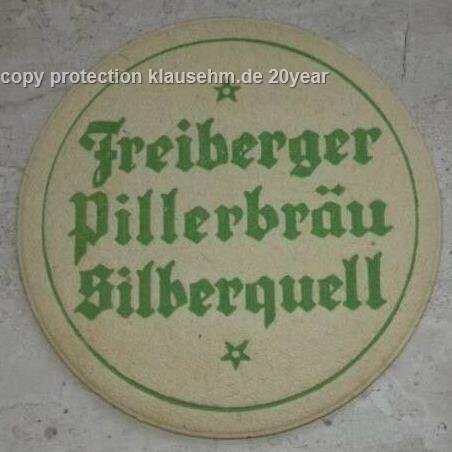 copy protection klausehm.de 20year
Freiberger
Pillerbräu
Silberquell